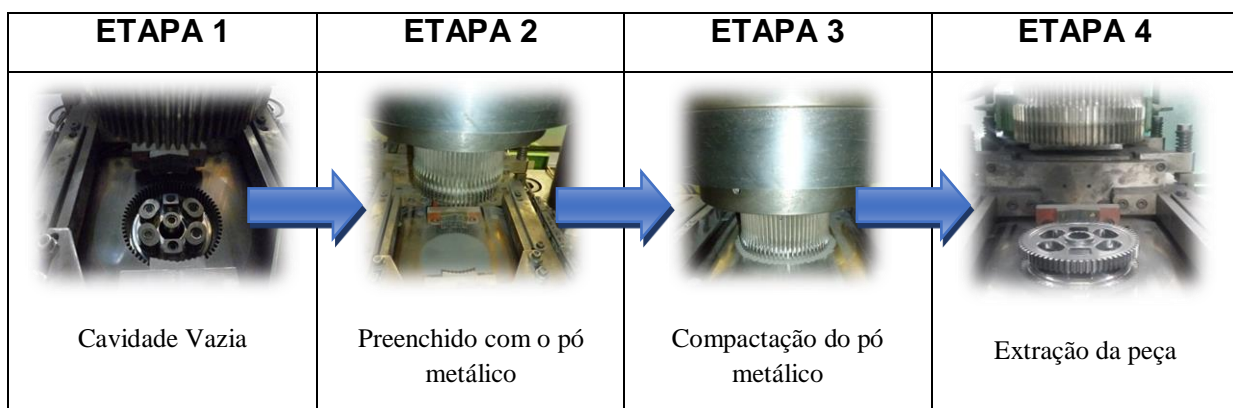 ETAPA 1
ETAPA 2
ETAPA 3
ETAPA 4
Cavidade Vazia
Preenchido com o pó
metálico
Compactação do pó
metálico
Extração da peça